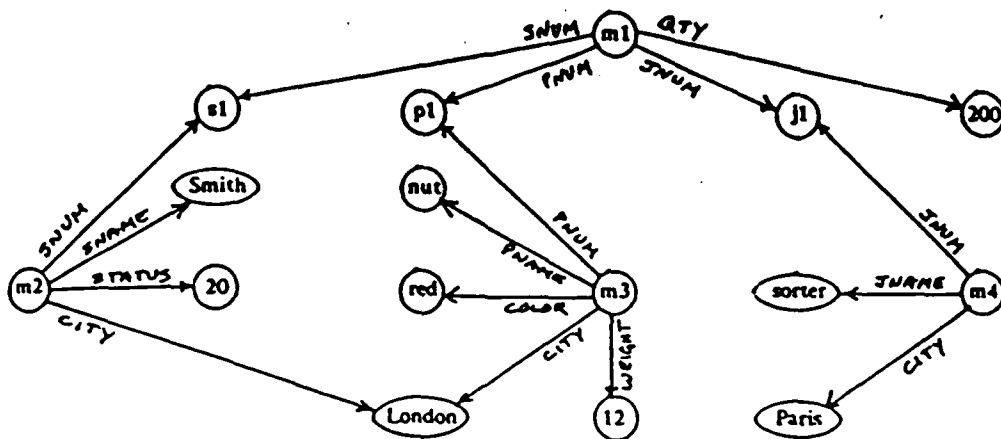 SNUM m1 QTY
PNUM JNUM
s1 p1 j1 200
Smith nut
SNUM SNAME PNUM PNAME JNUM
m2 STATUS 20 red COLOR m3 sorter JNAME m4
CITY CITY WEIGHT CITY
London 12 Paris